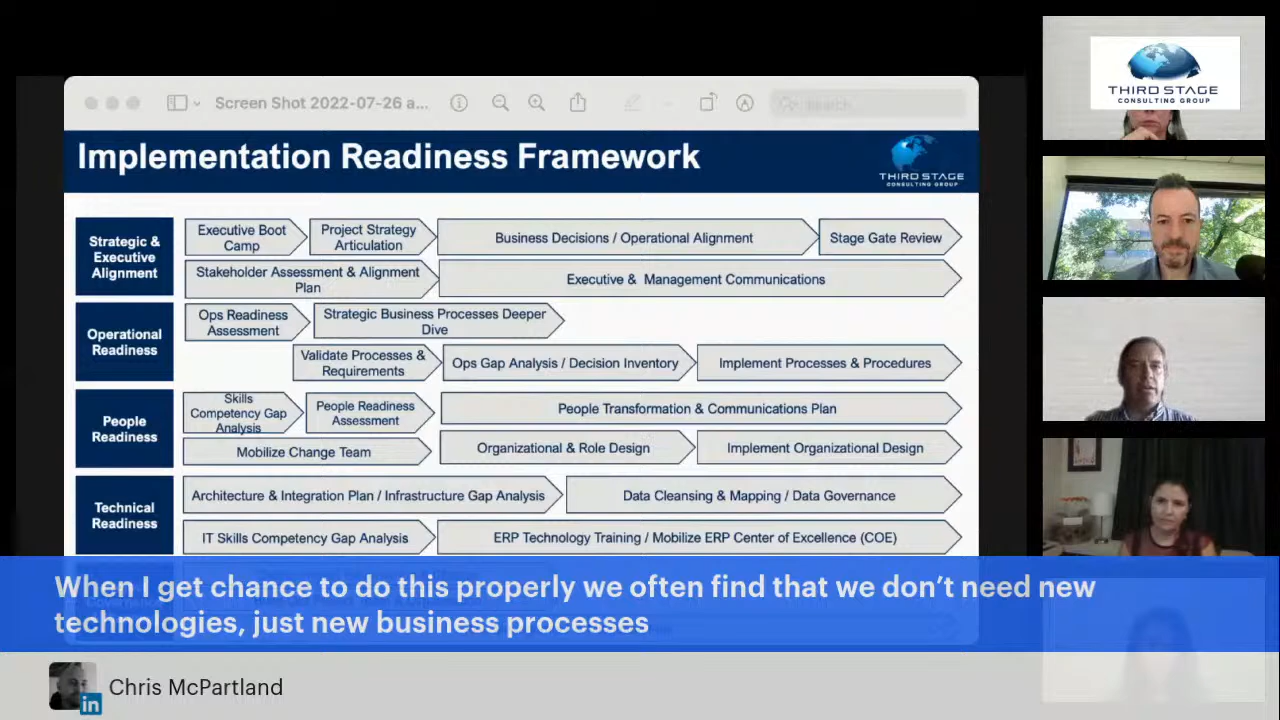 Screen Shot 2022-07-26 a...
Search
THIRD STAGE
CONSULTING GROUP
Implementation Readiness Framework
THIRD STAGE
CONSULTING GROUP
Strategic &
Executive
Alignment
Executive Boot
Camp
Project Strategy
Articulation
Business Decisions / Operational Alignment
Stage Gate Review
Stakeholder Assessment & Alignment
Plan
Executive & Management Communications
Operational
Readiness
Ops Readiness
Assessment
Strategic Business Processes Deeper
Dive
Validate Processes &
Requirements
Ops Gap Analysis / Decision Inventory
Implement Processes & Procedures
People
Readiness
Skills
Competency Gap
Analysis
People Readiness
Assessment
People Transformation & Communications Plan
Mobilize Change Team
Organizational & Role Design
Implement Organizational Design
Technical
Readiness
Architecture & Integration Plan / Infrastructure Gap Analysis
Data Cleansing & Mapping / Data Governance
IT Skills Competency Gap Analysis
ERP Technology Training / Mobilize ERP Center of Excellence (COE)
When I get chance to do this properly we often find that we don’t need new
technologies, just new business processes
in
Chris McPartland